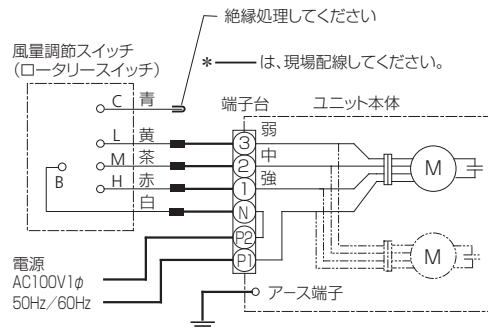 絶縁処理してください
風量調節スイッチ
（ロータリースイッチ）
＊ は、現場配線してください。
C 青
端子台
ユニット本体
L 黄
3 弱
M 茶
2 中
B
H 赤
1 強
白
N
P2
P1
M
M
電源
AC100V1φ
50Hz／60Hz
アース端子